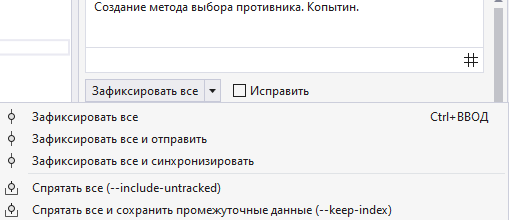 Создание метода выбора противника. Копытин.
Зафиксировать все
Исправить
Зафиксировать все Ctrl+ВВОД
Зафиксировать все и отправить
Зафиксировать все и синхронизировать
Спрятать все (--include-untracked)
Спрятать все и сохранить промежуточные данные (--keep-index)